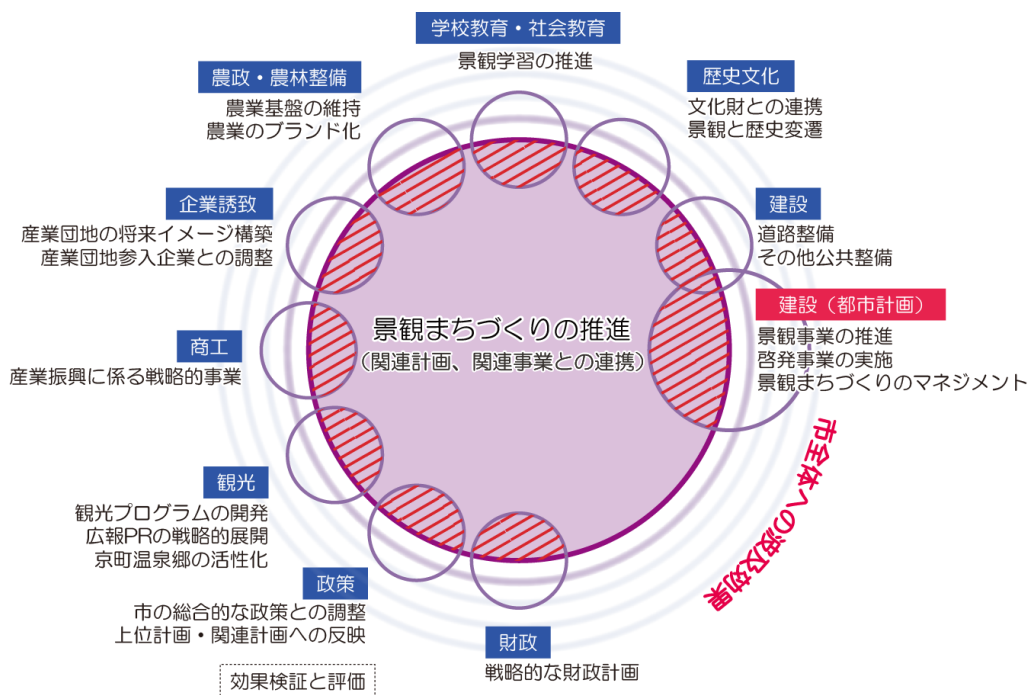 学校教育・社会教育
景観学習の推進
農政・農林整備
農業基盤の維持
農業のブランド化
歴史文化
文化財との連携
景観と歴史変遷
企業誘致
産業団地の将来イメージ構築
産業団地参入企業との調整
建設
道路整備
その他公共整備
建設（都市計画）
景観事業の推進
啓発事業の実施
景観まちづくりのマネジメント
景観まちづくりの推進
（関連計画、関連事業との連携）
商工
産業振興に係る戦略的事業
市全体への波及効果
観光
観光プログラムの開発
広報PRの戦略的展開
京町温泉郷の活性化
政策
市の総合的な政策との調整
上位計画・関連計画への反映
財政
戦略的な財政計画
効果検証と評価